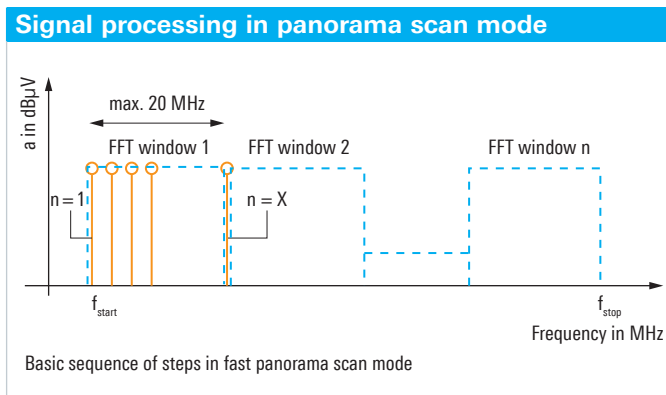 Signal processing in panorama scan mode
a in dBµV
max. 20 MHz
FFT window 1
FFT window 2
FFT window n
n = 1
n = X
fstart
fstop
Frequency in MHz
Basic sequence of steps in fast panorama scan mode